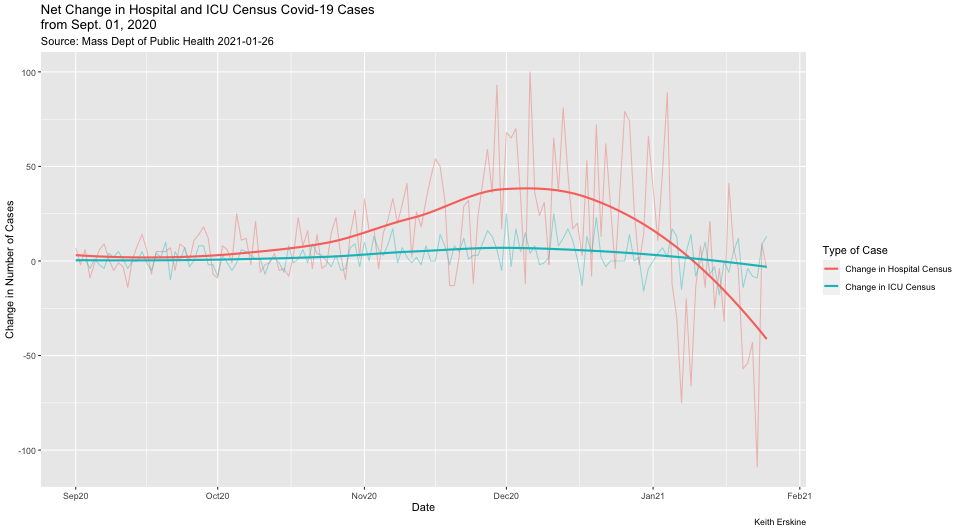 Net Change in Hospital and ICU Census Covid-19 Cases
from Sept. 01, 2020
Source: Mass Dept of Public Health 2021-01-26
Change in Number of Cases
100
50
0
-50
-100
Sep20
Oct20
Nov20
Dec20
Jan21
Feb21
Date
Type of Case
Change in Hospital Census
Change in ICU Census
Keith Erskine